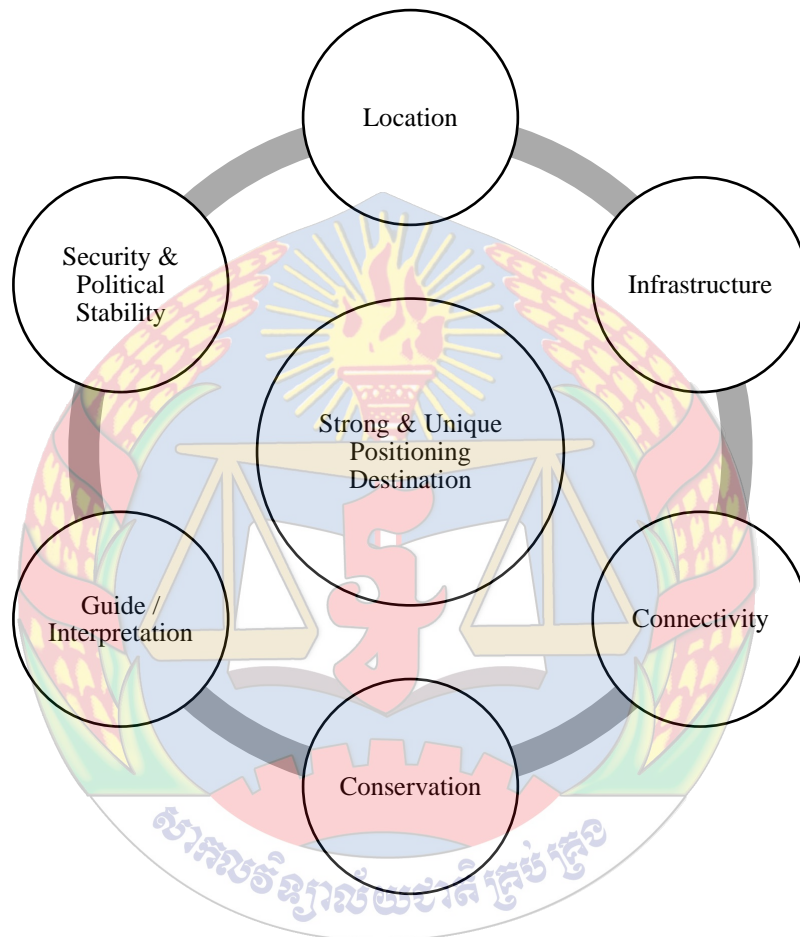 Location
Security &
Political
Stability
Infrastructure
Strong & Unique
Positioning
Destination
Guide /
Interpretation
Connectivity
Conservation
សាកលវិទ្យាល័យជាតិគ្រប់គ្រង